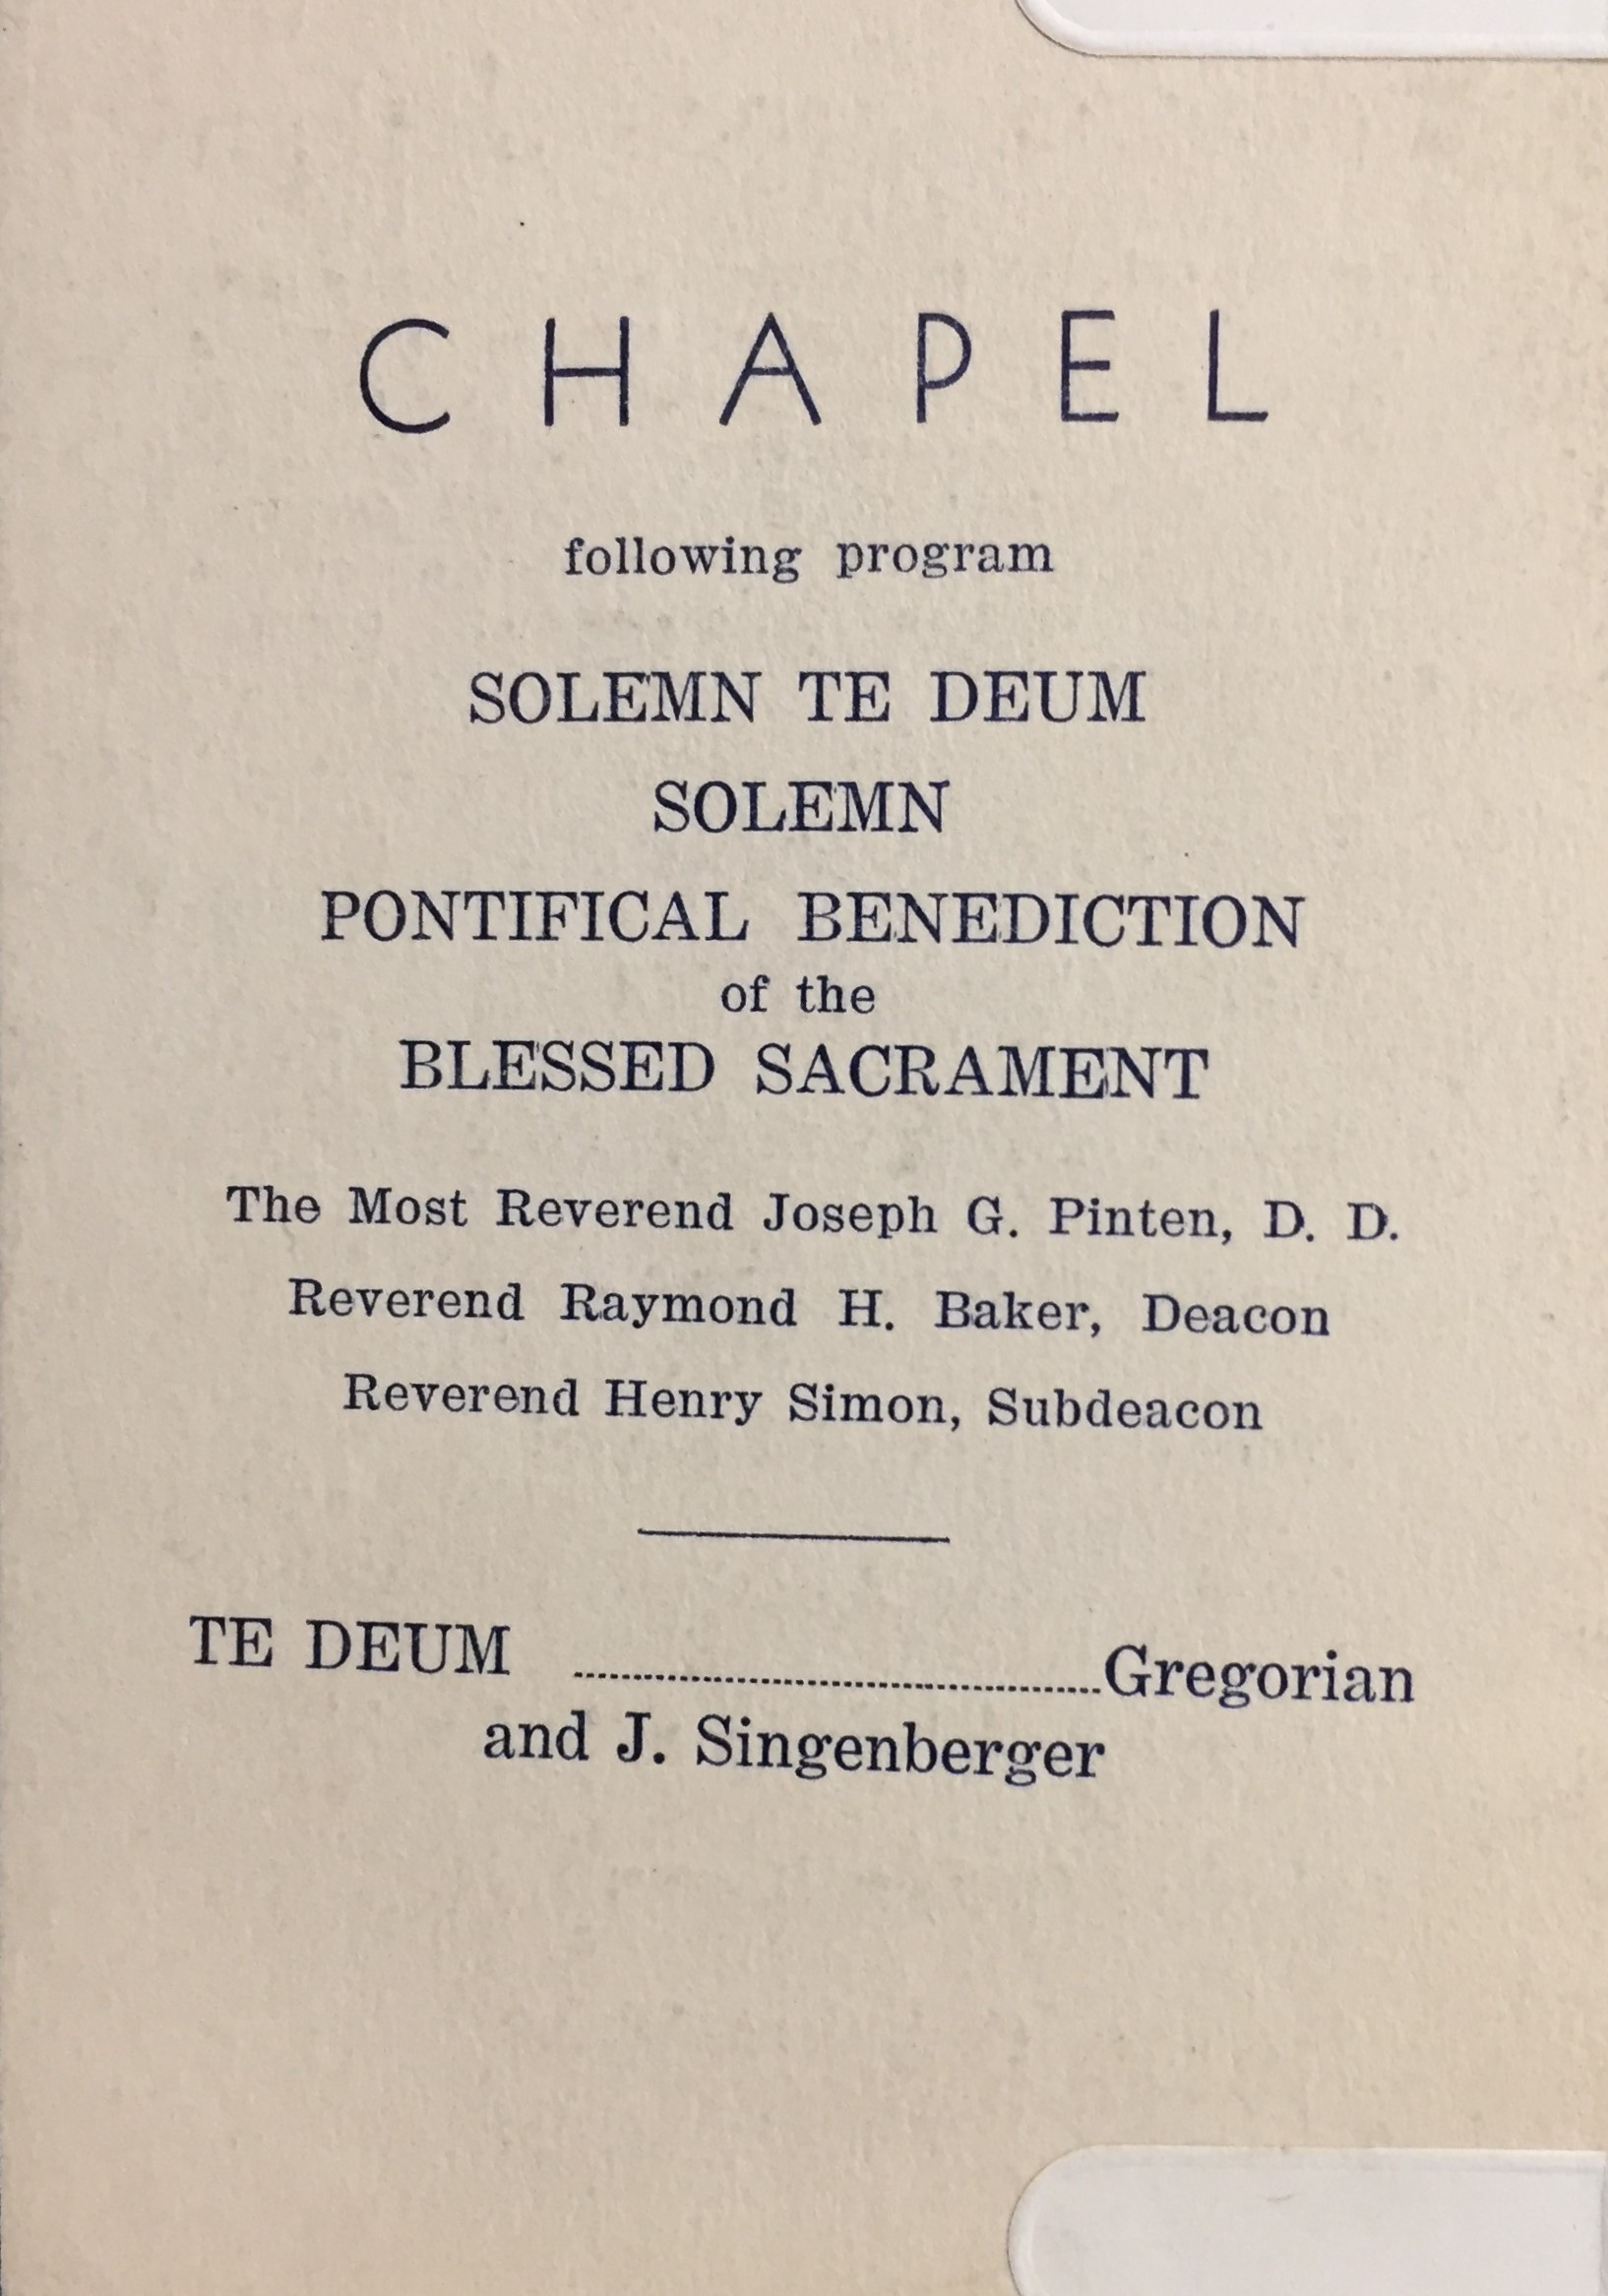 CHAPEL
following program
SOLEMN TE DEUM
SOLEMN
PONTIFICAL BENEDICTION
of the
BLESSED SACRAMENT
The Most Reverend Joseph G. Pinten, D. D.
Reverend Raymond H. Baker, Deacon
Reverend Henry Simon, Subdeacon
TE DEUM ........................................Gregorian
and J. Singenberger